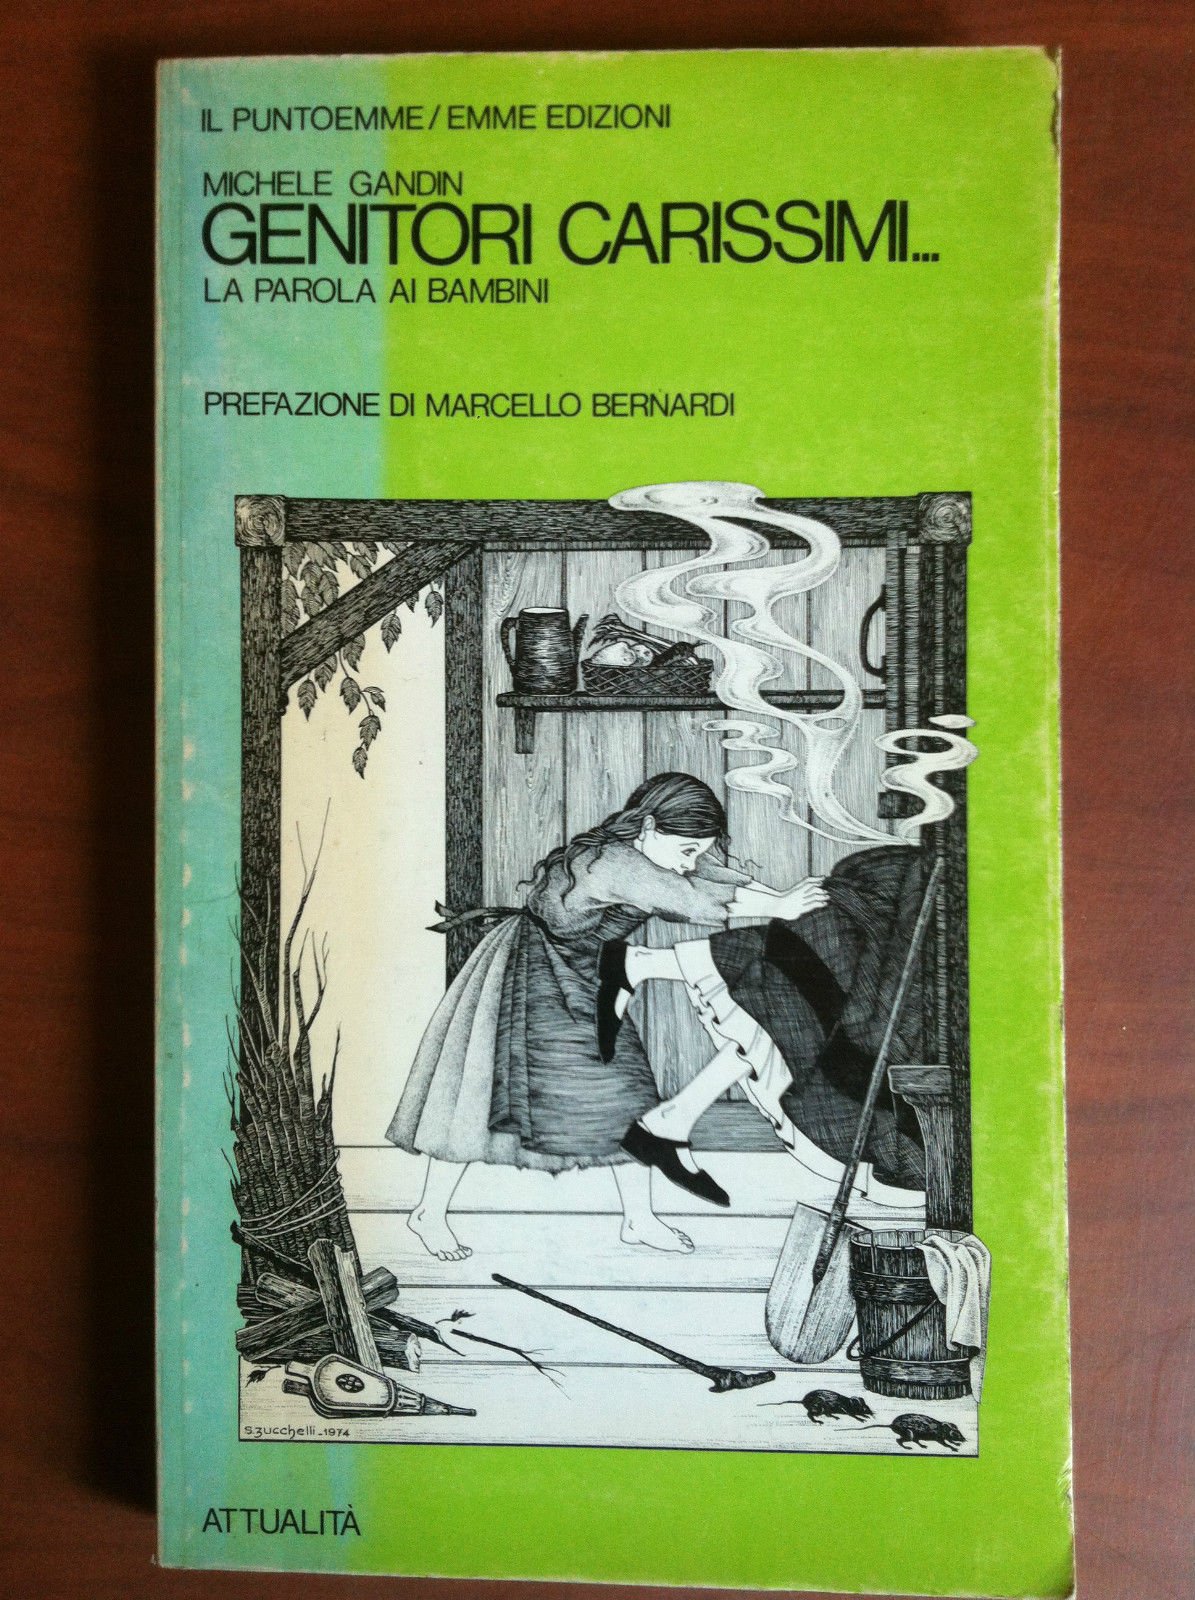 IL PUNTOEMME/EMME EDIZIONI
MICHELE GANDIN
GENITORI CARISSIMI...
LA PAROLA AI BAMBINI
PREFAZIONE DI MARCELLO BERNARDI
S.Zucchelli-1974
ATTUALITÀ